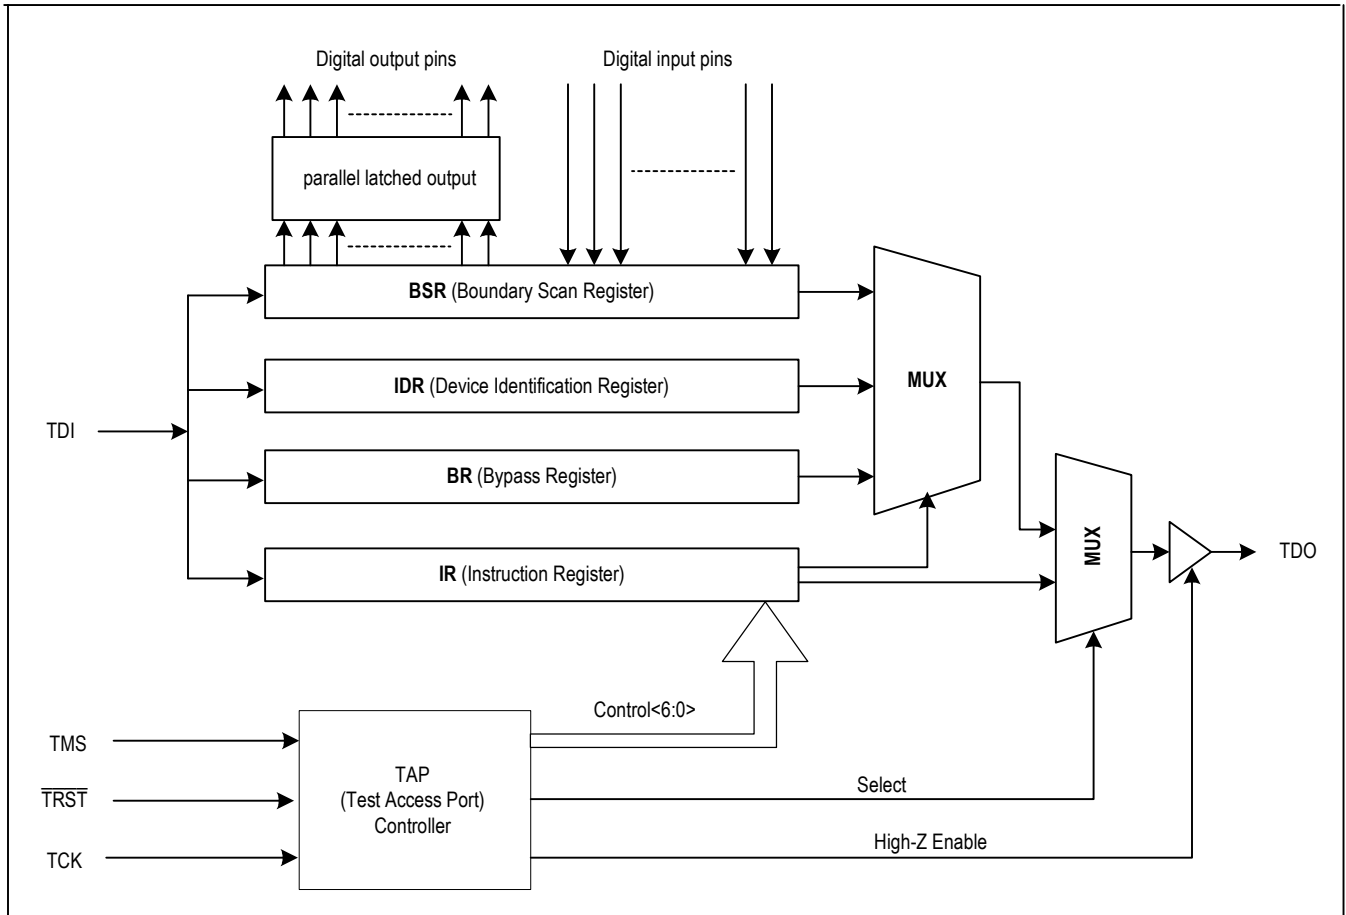 Digital output pins
Digital input pins
parallel latched output
BSR (Boundary Scan Register)
IDR (Device Identification Register)
MUX
TDI
BR (Bypass Register)
MUX
TDO
IR (Instruction Register)
Control<6:0>
TMS
TAP
(Test Access Port)
Controller
TRST
Select
TCK
High-Z Enable